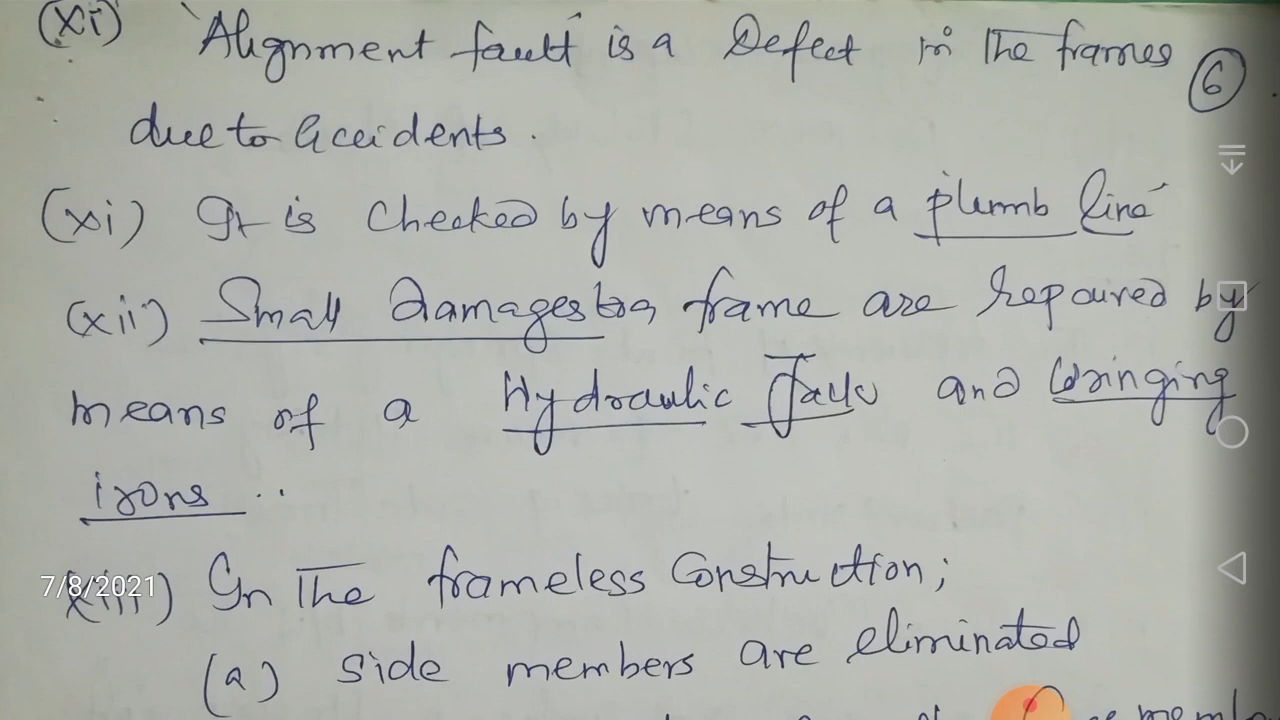 (xi) 'Alignment fault' is a Defect in the frames
6
due to accidents.
(xi) It is checked by means of a plumb line
(xii) Small Damages to frame are repaired by
means of a Hydraulic Jack and wringing
irons ..
7/8/2021
xiii) In the frameless construction;
(a) side members are eliminated